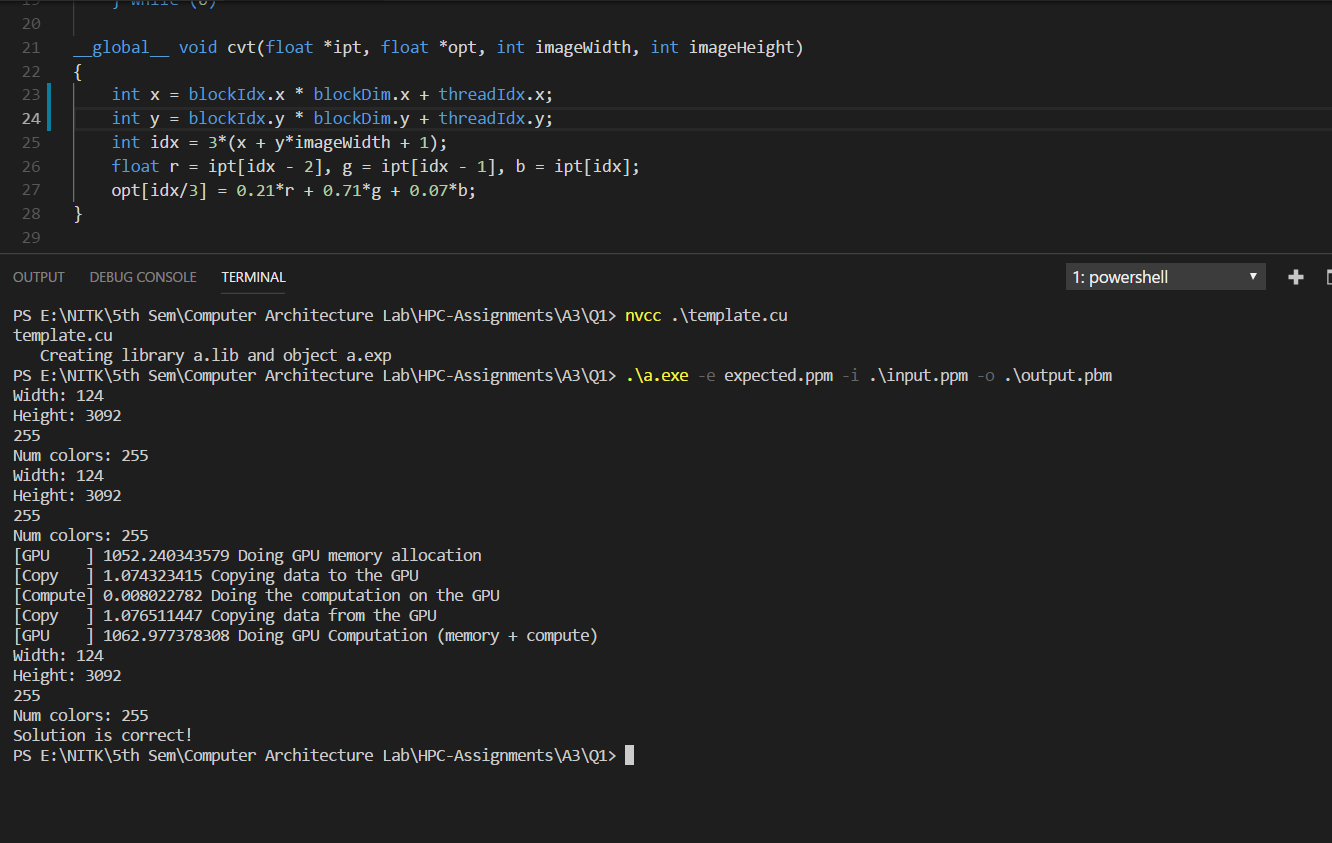 19 } while (0)
20
21 __global__ void cvt(float *ipt, float *opt, int imageWidth, int imageHeight)
22 {
23 int x = blockIdx.x * blockDim.x + threadIdx.x;
24 int y = blockIdx.y * blockDim.y + threadIdx.y;
25 int idx = 3*(x + y*imageWidth + 1);
26 float r = ipt[idx - 2], g = ipt[idx - 1], b = ipt[idx];
27 opt[idx/3] = 0.21*r + 0.71*g + 0.07*b;
28 }
29
OUTPUT DEBUG CONSOLE TERMINAL 1: powershell
PS E:\NITK\5th Sem\Computer Architecture Lab\HPC-Assignments\A3\Q1> nvcc .\template.cu
template.cu
Creating library a.lib and object a.exp
PS E:\NITK\5th Sem\Computer Architecture Lab\HPC-Assignments\A3\Q1> .\a.exe -e expected.ppm -i .\input.ppm -o .\output.pbm
Width: 124
Height: 3092
255
Num colors: 255
Width: 124
Height: 3092
255
Num colors: 255
[GPU    ] 1052.240343579 Doing GPU memory allocation
[Copy   ] 1.074323415 Copying data to the GPU
[Compute] 0.008022782 Doing the computation on the GPU
[Copy   ] 1.076511447 Copying data from the GPU
[GPU    ] 1062.977378308 Doing GPU Computation (memory + compute)
Width: 124
Height: 3092
255
Num colors: 255
Solution is correct!
PS E:\NITK\5th Sem\Computer Architecture Lab\HPC-Assignments\A3\Q1>